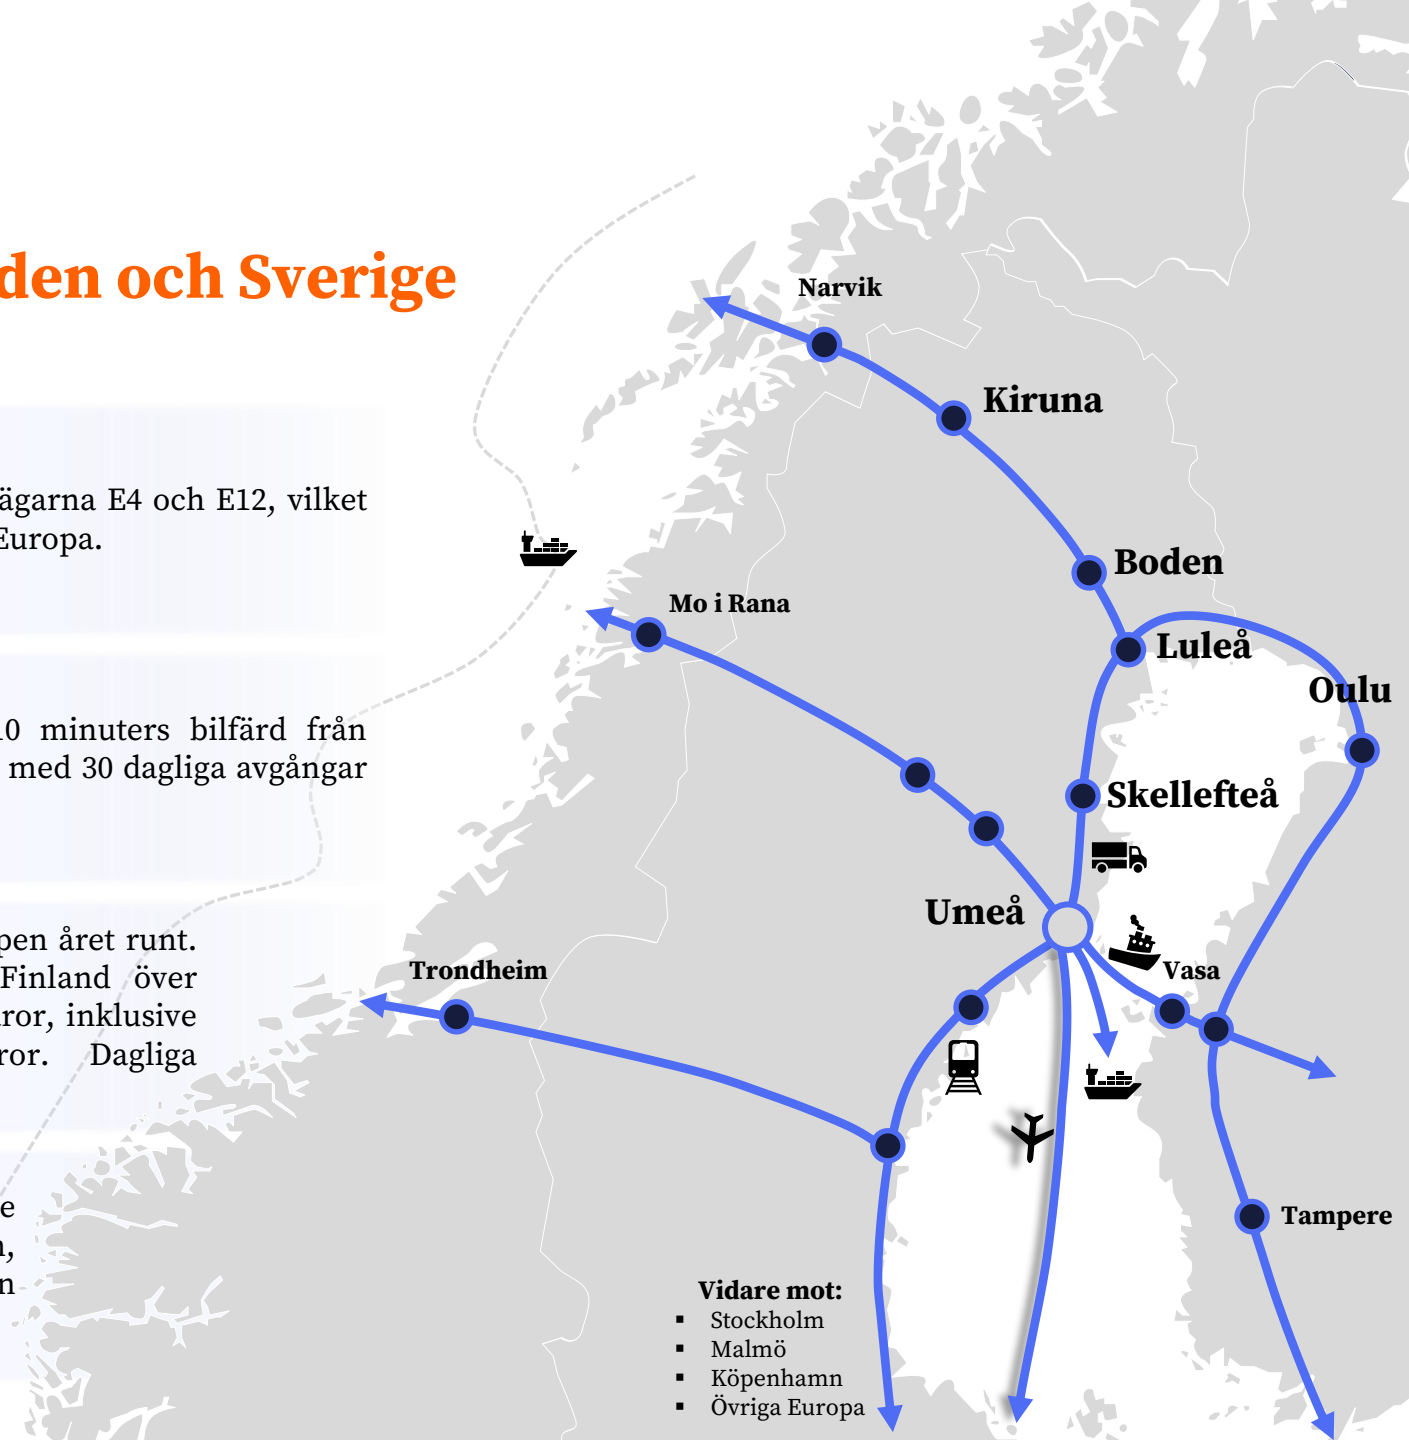 den och Sverige
ägarna E4 och E12, vilket
Europa.
10 minuters bilfärd från
med 30 dagliga avgångar
pen året runt.
Finland över
ror, inklusive
ror. Dagliga
e
n,
n
Narvik
Kiruna
Boden
Mo i Rana
Luleå
Oulu
Skellefteå
Umeå
Trondheim
Vasa
Tampere
Vidare mot:
▪ Stockholm
▪ Malmö
▪ Köpenhamn
▪ Övriga Europa